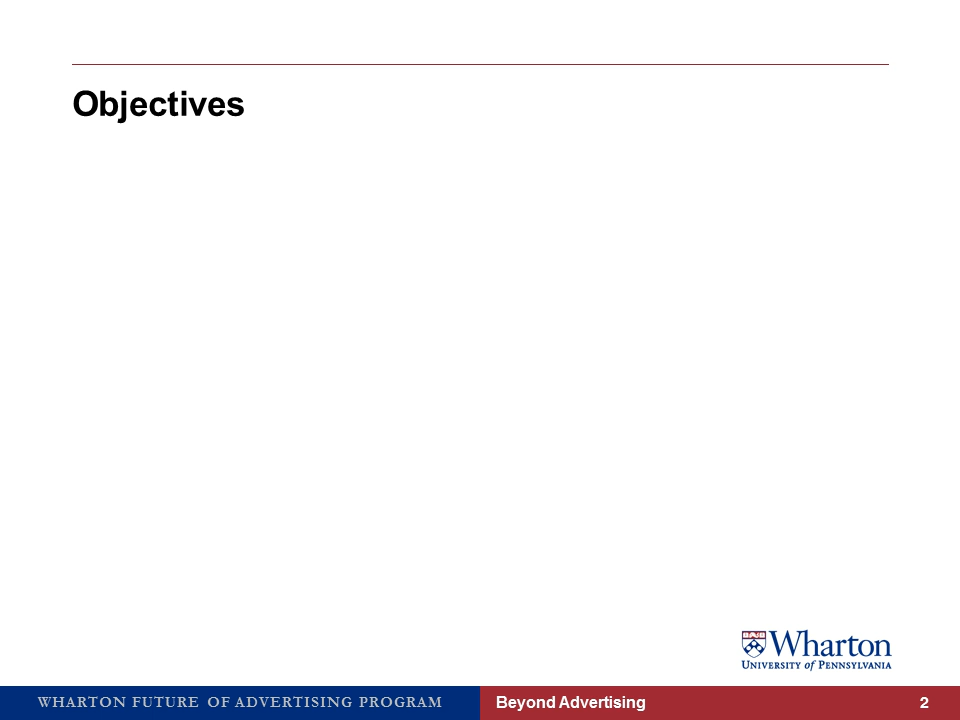 Objectives
Wharton
UNIVERSITY of PENNSYLVANIA
WHARTON FUTURE OF ADVERTISING PROGRAM
Beyond Advertising
2